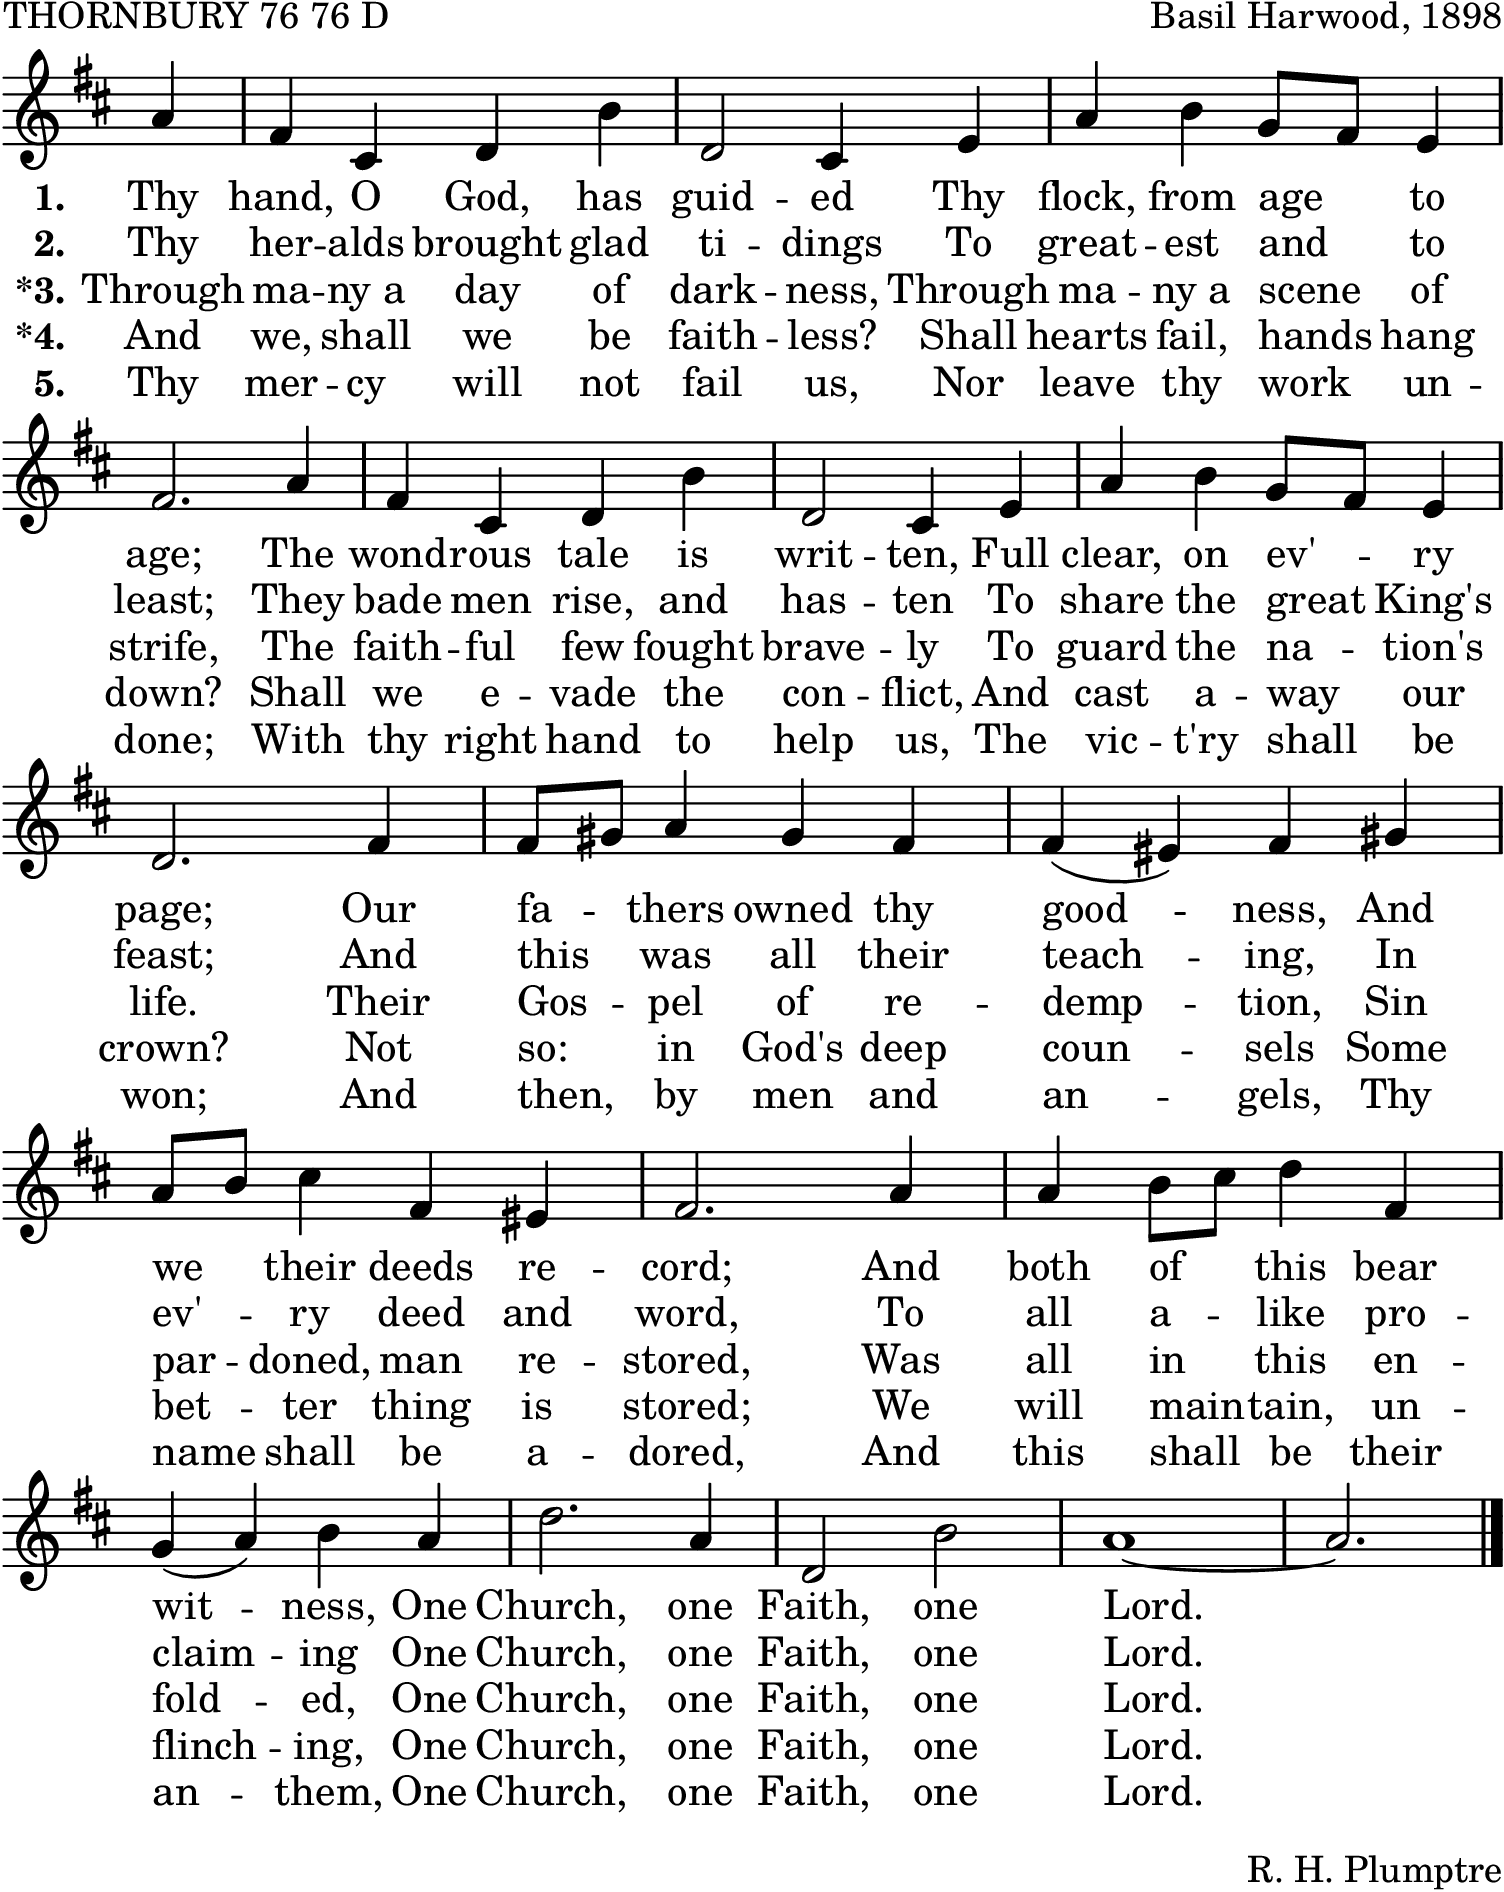 THORNBURY 76 76 D
Basil Harwood, 1898
1. Thy hand, O God, has guid -- ed Thy flock, from age to
2. Thy her -- alds brought glad ti -- dings To great -- est and to
*3. Through ma -- ny a day of dark -- ness, Through ma -- ny a scene of
*4. And we, shall we be faith -- less? Shall hearts fail, hands hang
5. Thy mer -- cy will not fail us, Nor leave thy work un --
age; The wondrous tale is writ -- ten, Full clear, on ev' -- ry
least; They bade men rise, and has -- ten To share the great King's
strife, The faith -- ful few fought brave -- ly To guard the na -- tion's
down? Shall we e -- vade the con -- flict, And cast a -- way our
done; With thy right hand to help us, The vic -- t'ry shall be
page; Our fa -- thers owned thy good -- ness, And
feast; And this was all their teach -- ing, In
life. Their Gos -- pel of re -- demp -- tion, Sin
crown? Not so: in God's deep coun -- sels Some
won; And then, by men and an -- gels, Thy
we their deeds re -- cord; And both of this bear
ev' -- ry deed and word, To all a -- like pro --
par -- doned, man re -- stored, Was all in this en --
bet -- ter thing is stored; We will main -- tain, un --
name shall be a -- dored, And this shall be their
wit -- ness, One Church, one Faith, one Lord.
claim -- ing One Church, one Faith, one Lord.
fold -- ed, One Church, one Faith, one Lord.
flinch -- ing, One Church, one Faith, one Lord.
an -- them, One Church, one Faith, one Lord.
R. H. Plumptre